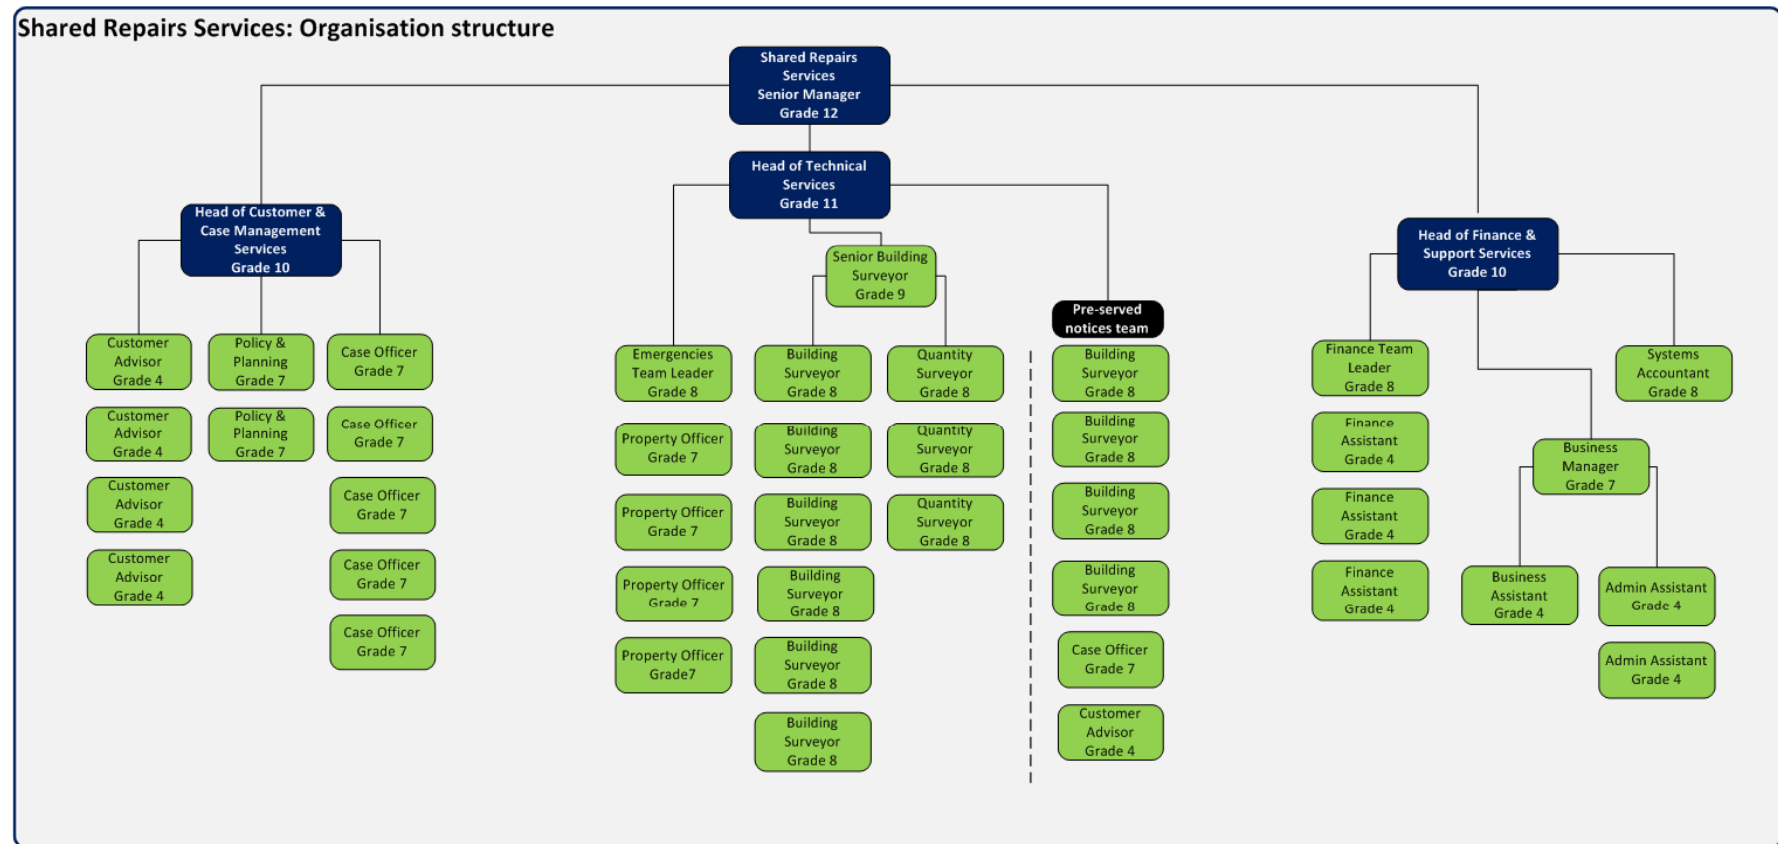 Shared Repairs Services: Organisation structure
Shared Repairs
Services
Senior Manager
Grade 12
Head of Technical
Services
Grade 11
Head of Customer &
Case Management
Services
Grade 10
Head of Finance &
Support Services
Grade 10
Senior Building
Surveyor
Grade 9
Pre-served
notices team
Customer
Advisor
Grade 4
Customer
Advisor
Grade 4
Customer
Advisor
Grade 4
Customer
Advisor
Grade 4
Policy &
Planning
Grade 7
Policy &
Planning
Grade 7
Case Officer
Grade 7
Case Officer
Grade 7
Case Officer
Grade 7
Case Officer
Grade 7
Case Officer
Grade 7
Emergencies
Team Leader
Grade 8
Property Officer
Grade 7
Property Officer
Grade 7
Property Officer
Grade 7
Property Officer
Grade7
Building
Surveyor
Grade 8
Building
Surveyor
Grade 8
Building
Surveyor
Grade 8
Building
Surveyor
Grade 8
Building
Surveyor
Grade 8
Building
Surveyor
Grade 8
Quantity
Surveyor
Grade 8
Quantity
Surveyor
Grade 8
Quantity
Surveyor
Grade 8
Building
Surveyor
Grade 8
Building
Surveyor
Grade 8
Building
Surveyor
Grade 8
Building
Surveyor
Grade 8
Case Officer
Grade 7
Customer
Advisor
Grade 4
Finance Team
Leader
Grade 8
Finance
Assistant
Grade 4
Finance
Assistant
Grade 4
Finance
Assistant
Grade 4
Business
Manager
Grade 7
Business
Assistant
Grade 4
Systems
Accountant
Grade 8
Admin Assistant
Grade 4
Admin Assistant
Grade 4